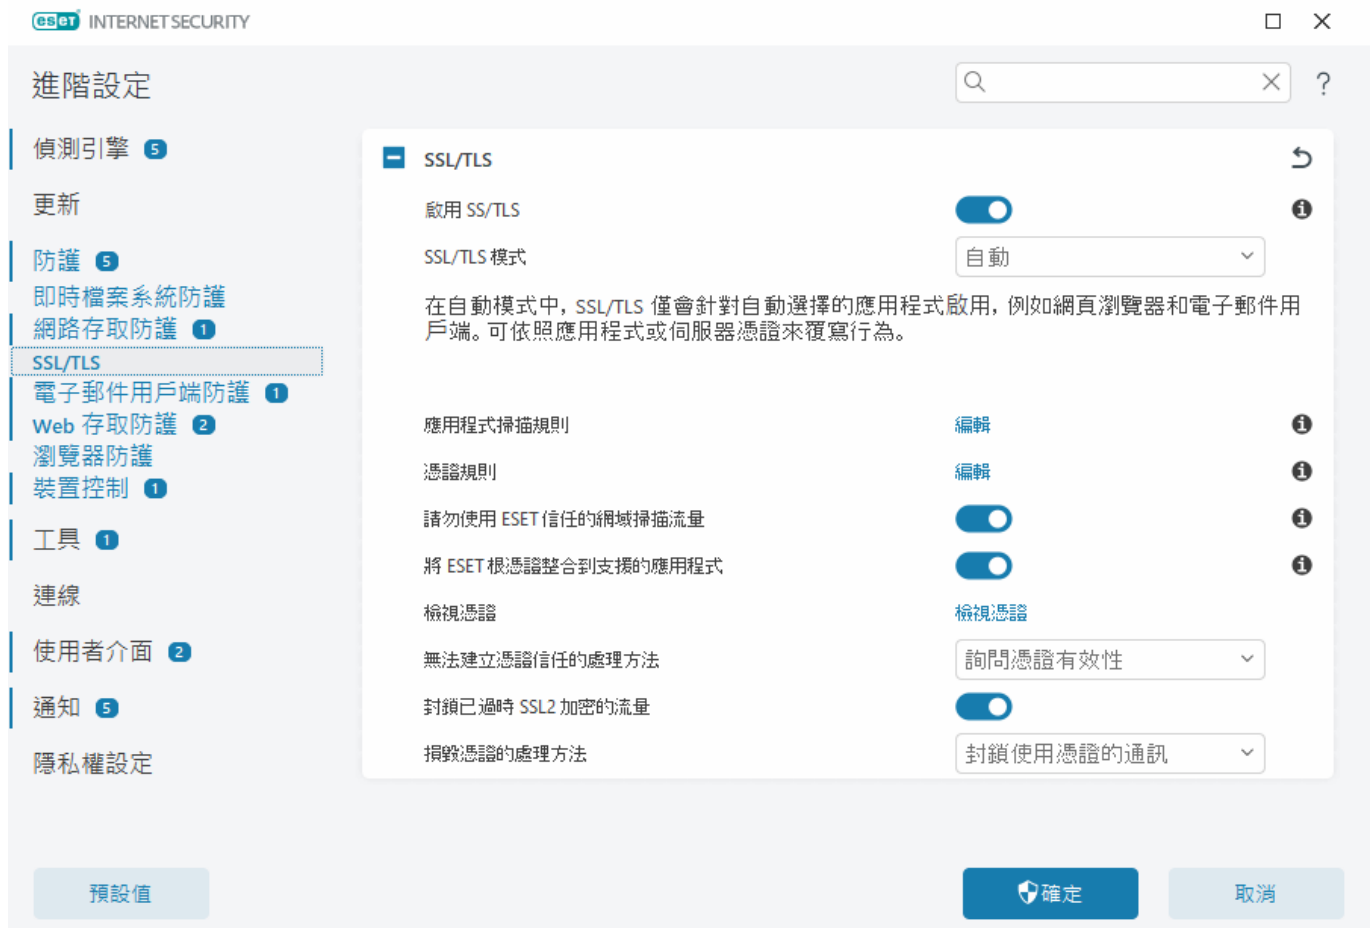 eset INTERNET SECURITY
進階設定
?
偵測引擎 5
更新
防護 5
即時檔案系統防護
網路存取防護 1
SSL/TLS
電子郵件用戶端防護 1
Web 存取防護 2
瀏覽器防護
裝置控制 1
工具 1
連線
使用者介面 2
通知 5
隱私權設定
SSL/TLS
啟用 SS/TLS
SSL/TLS 模式 自動
在自動模式中, SSL/TLS 僅會針對自動選擇的應用程式啟用, 例如網頁瀏覽器和電子郵件用
戶端。可依照應用程式或伺服器憑證來覆寫行為。
應用程式掃描規則 編輯
憑證規則 編輯
請勿使用 ESET 信任的網域掃描流量
將 ESET 根憑證整合到支援的應用程式
檢視憑證 檢視憑證
無法建立憑證信任的處理方法 詢問憑證有效性
封鎖已過時 SSL2 加密的流量
損毀憑證的處理方法 封鎖使用憑證的通訊
預設值 確定 取消